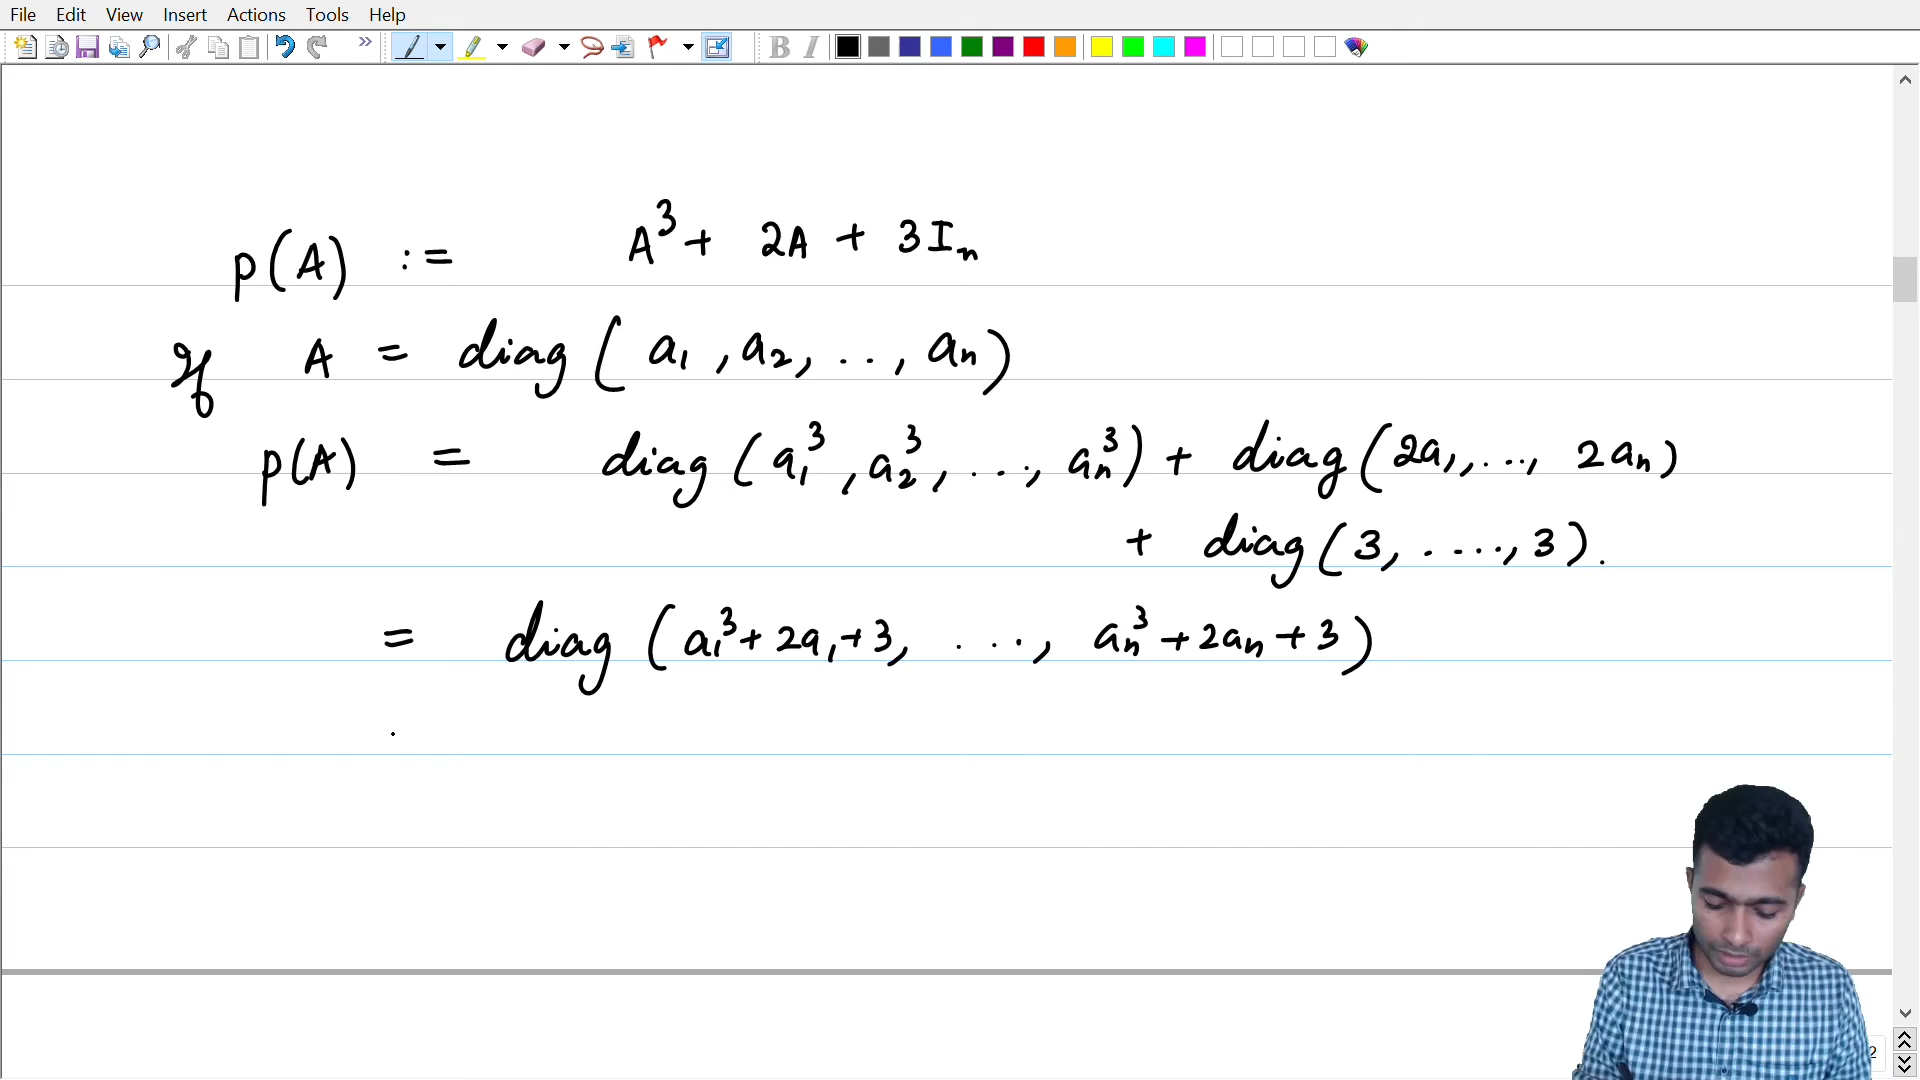 File Edit View Insert Actions Tools Help
B I
p(A) := A³ + 2A + 3Iₙ
If A = diag ( a₁ , a₂, .. , aₙ )
p(A) = diag ( a₁³ , a₂³ , ..., aₙ³ ) + diag ( 2a₁, ..., 2aₙ )
+ diag ( 3, ...., 3 ).
= diag ( a₁³ + 2a₁ + 3, ..., aₙ³ + 2aₙ + 3 )
2